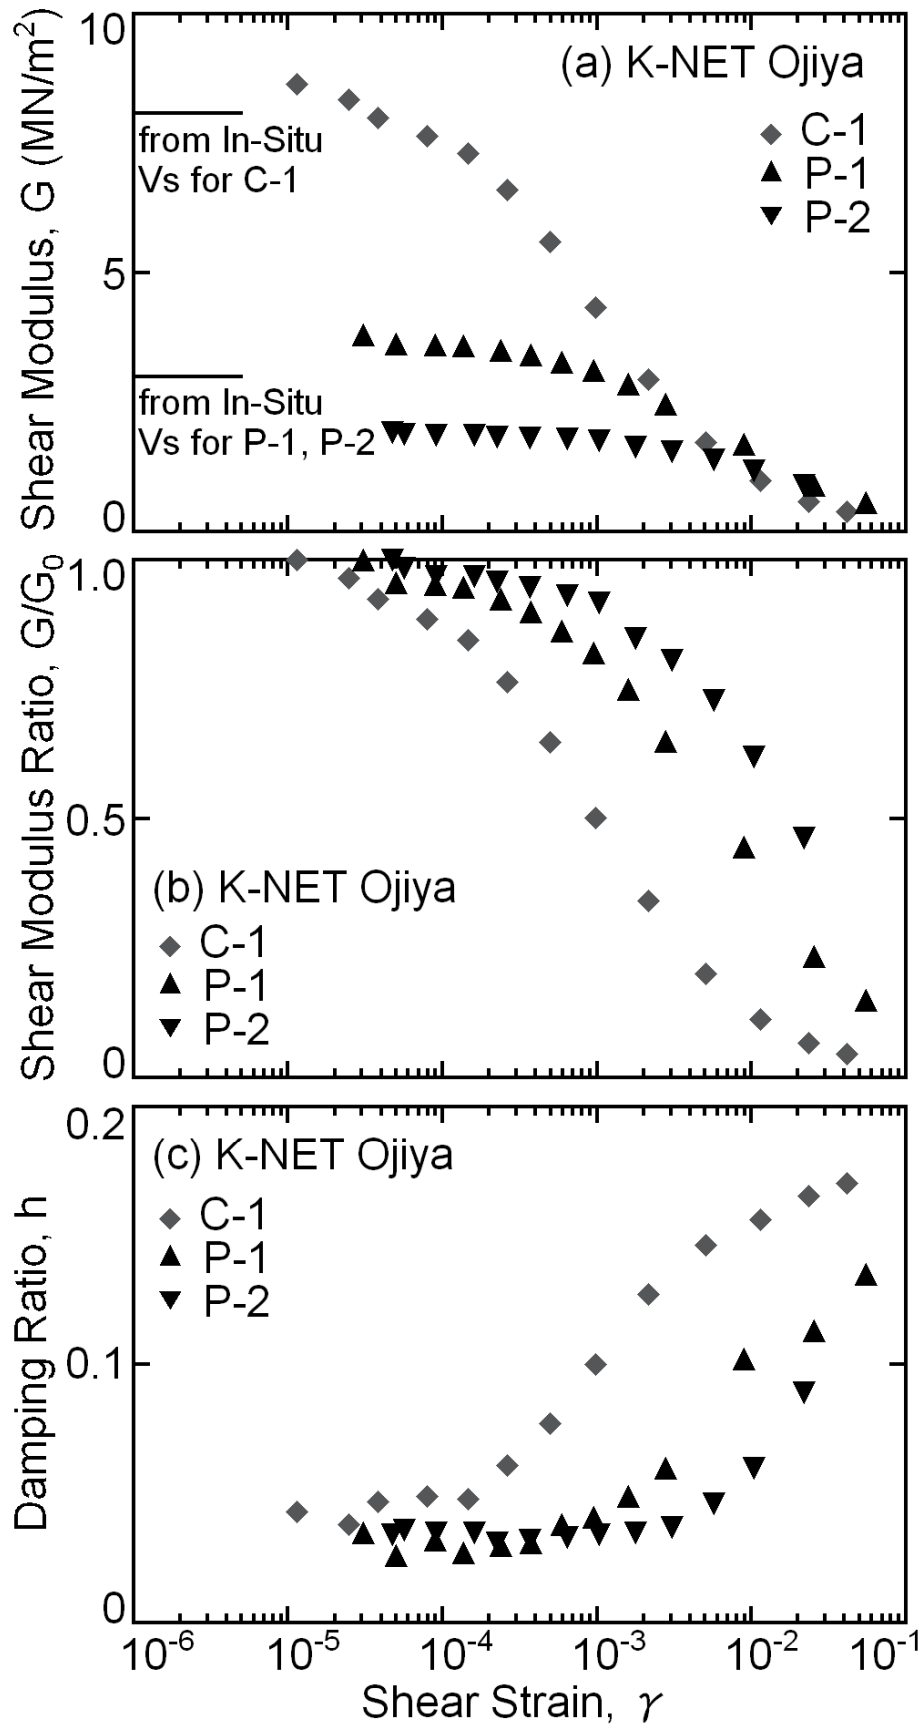 Shear Modulus, G (MN/m²)
10
5
0
(a) K-NET Ojiya
C-1
P-1
P-2
from In-Situ
Vs for C-1
from In-Situ
Vs for P-1, P-2
Shear Modulus Ratio, G/G₀
1.0
0.5
0
(b) K-NET Ojiya
C-1
P-1
P-2
Damping Ratio, h
0.2
0.1
0
(c) K-NET Ojiya
C-1
P-1
P-2
10⁻⁶ 10⁻⁵ 10⁻⁴ 10⁻³ 10⁻² 10⁻¹
Shear Strain, γ